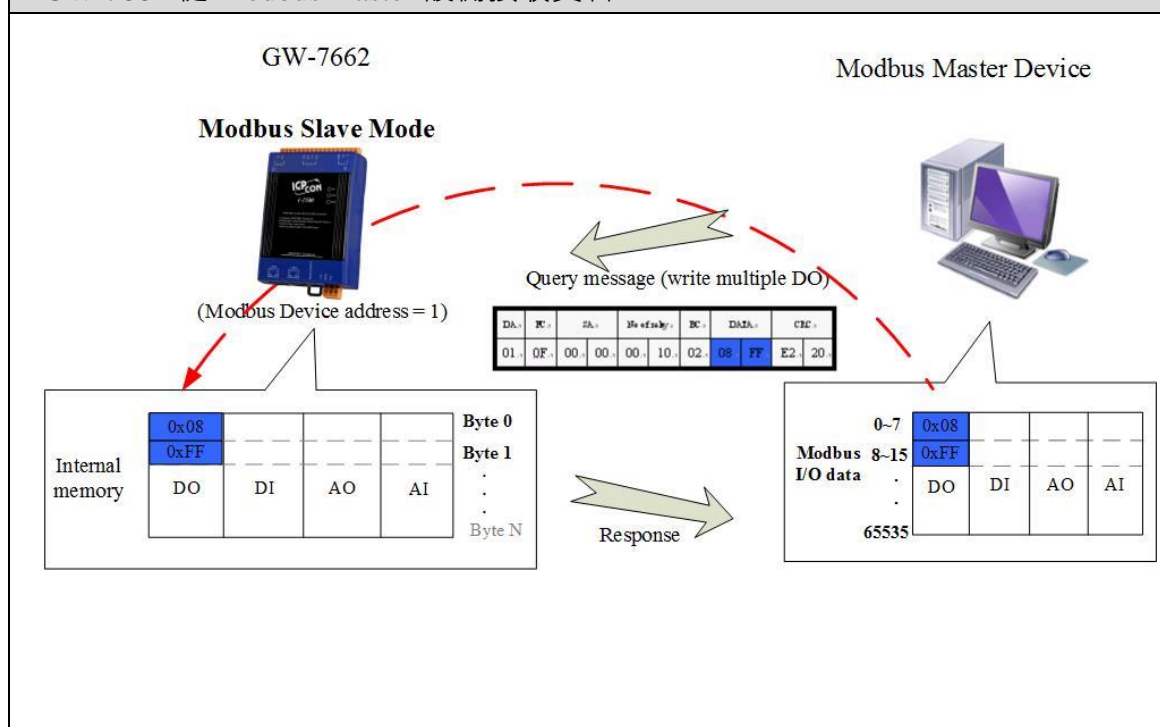 GW-7662
Modbus Master Device
Modbus Slave Mode
ICP CON
Query message (write multiple DO)
(Modbus Device address = 1)
DA FC SA BC DATA CRC
01 0F 00 00 00 10 02 08 FF E2 20
0x08
0xFF
Byte 0
Byte 1
.
.
.
Byte N
Internal
memory
DO DI AO AI
Response
0~7 0x08
Modbus 8~15 0xFF
I/O data
.
.
DO DI AO AI
65535